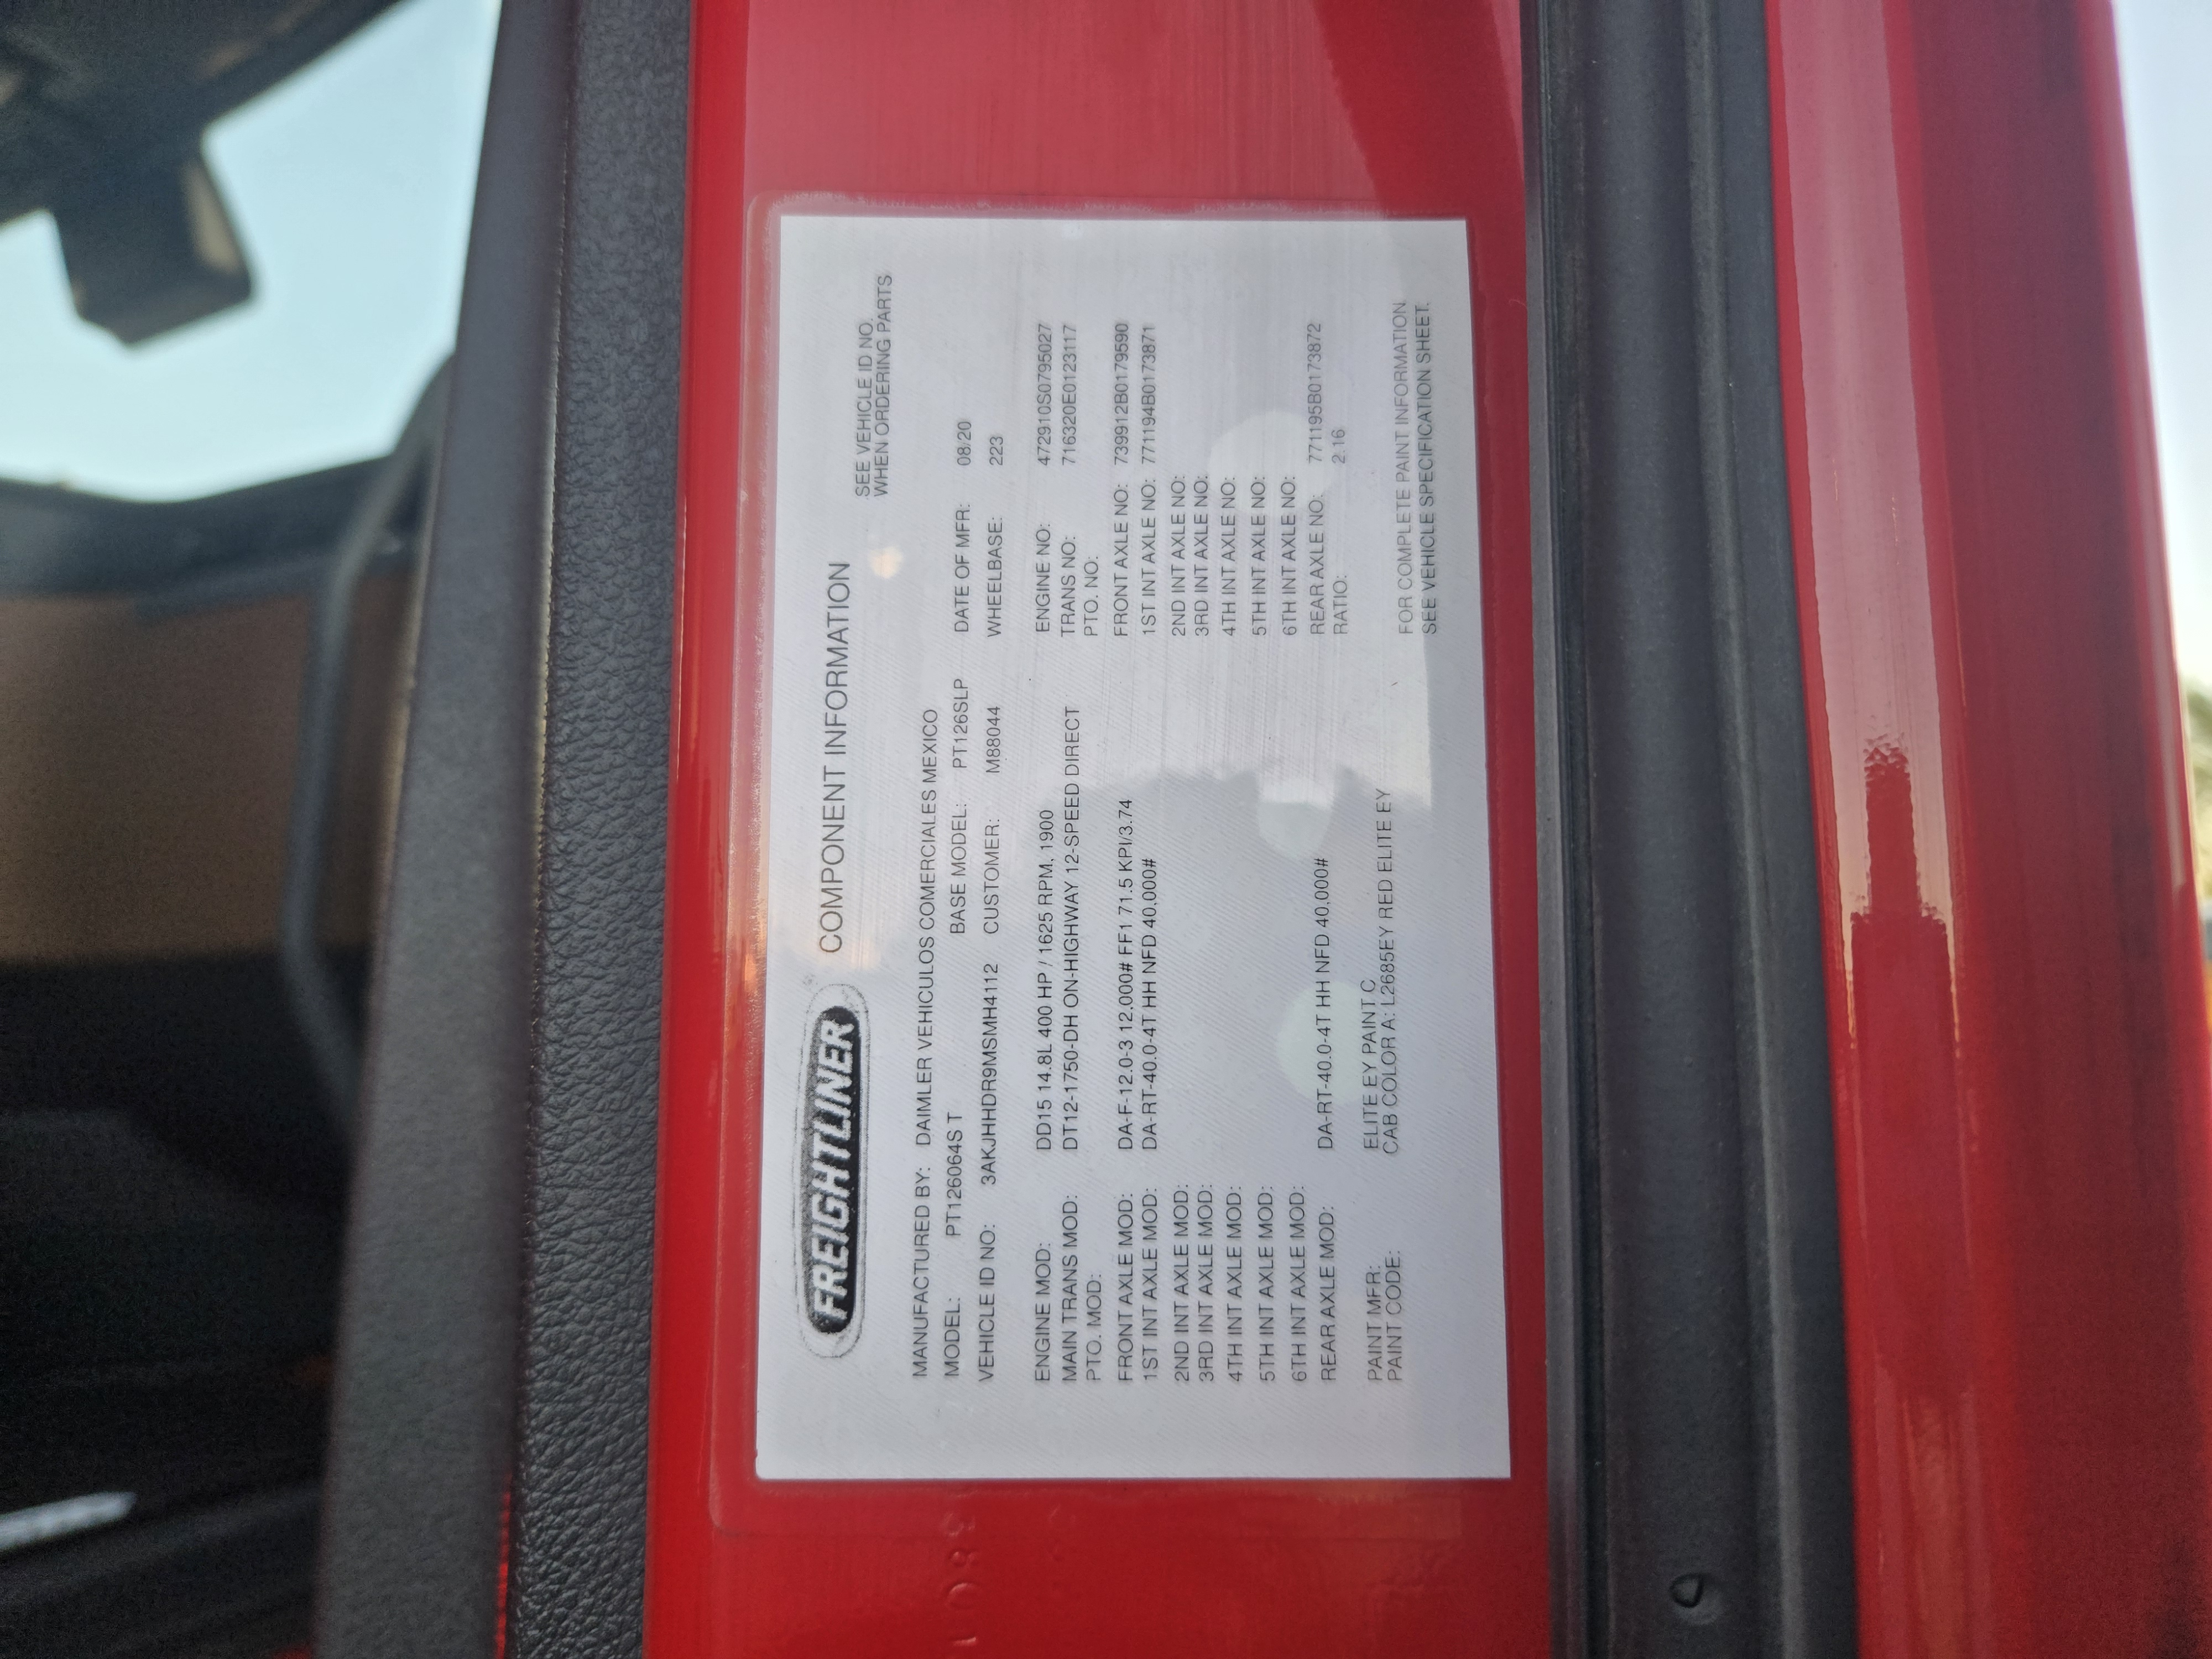 FREIGHTLINER COMPONENT INFORMATION
SEE VEHICLE ID NO.
WHEN ORDERING PARTS
MANUFACTURED BY: DAIMLER VEHICULOS COMERCIALES MEXICO
MODEL: PT126064S T BASE MODEL: PT126SLP DATE OF MFR: 08/20
VEHICLE ID NO: 3AKJHHDR9MSMH4112 CUSTOMER: M88044 WHEELBASE: 223
ENGINE MOD: DD15 14.8L 400 HP / 1625 RPM, 1900 ENGINE NO: 472910S0795027
MAIN TRANS MOD: DT12-1750-DH ON-HIGHWAY 12-SPEED DIRECT TRANS NO: 716320E0123117
PTO. MOD: PTO. NO:
FRONT AXLE MOD: DA-F-12.0-3 12,000# FF1 71.5 KPI/3.74 FRONT AXLE NO: 739912B0179590
1ST INT AXLE MOD: DA-RT-40.0-4T HH NFD 40,000# 1ST INT AXLE NO: 771194B0173871
2ND INT AXLE MOD: 2ND INT AXLE NO:
3RD INT AXLE MOD: 3RD INT AXLE NO:
4TH INT AXLE MOD: 4TH INT AXLE NO:
5TH INT AXLE MOD: 5TH INT AXLE NO:
6TH INT AXLE MOD: 6TH INT AXLE NO:
REAR AXLE MOD: DA-RT-40.0-4T HH NFD 40,000# REAR AXLE NO: 771195B0173872
RATIO: 2.16
PAINT MFR: ELITE EY PAINT C
PAINT CODE: CAB COLOR A: L2685EY RED ELITE EY
FOR COMPLETE PAINT INFORMATION
SEE VEHICLE SPECIFICATION SHEET.